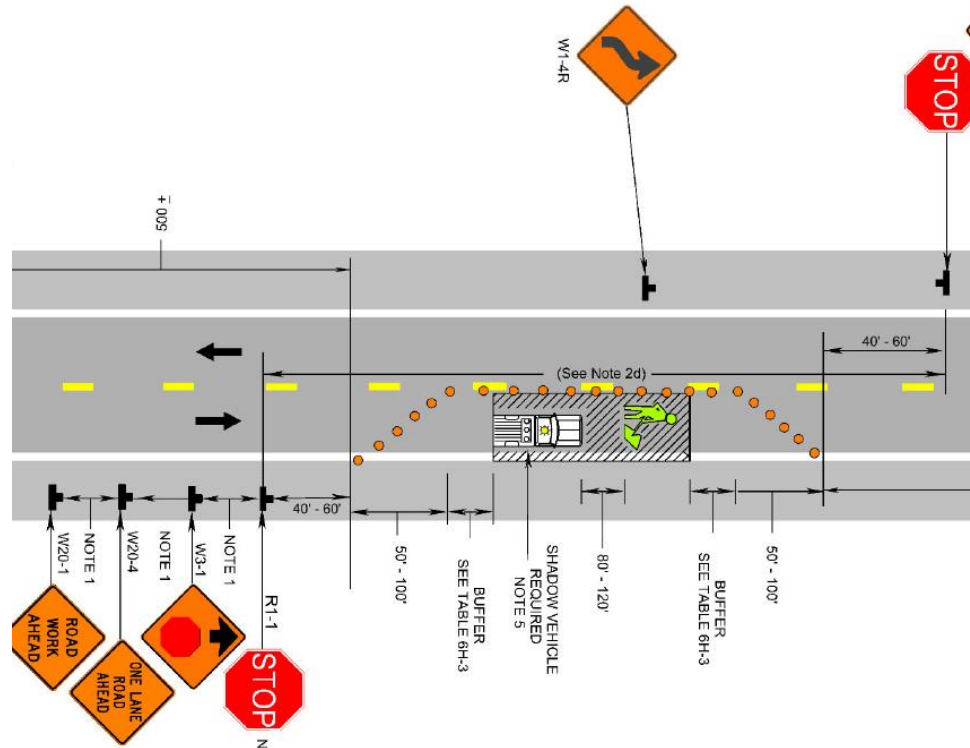 W1-4R
STOP
500 ±
40' - 60'
(See Note 2d)
40' - 60'
W20-1
NOTE 1
W20-4
NOTE 1
W3-1
NOTE 1
R1-1
50' - 100'
BUFFER
SEE TABLE 6H-3
SHADOW VEHICLE
REQUIRED
NOTE 5
80' - 120'
BUFFER
SEE TABLE 6H-3
50' - 100'
ROAD
WORK
AHEAD
ONE LANE
ROAD
AHEAD
STOP
N